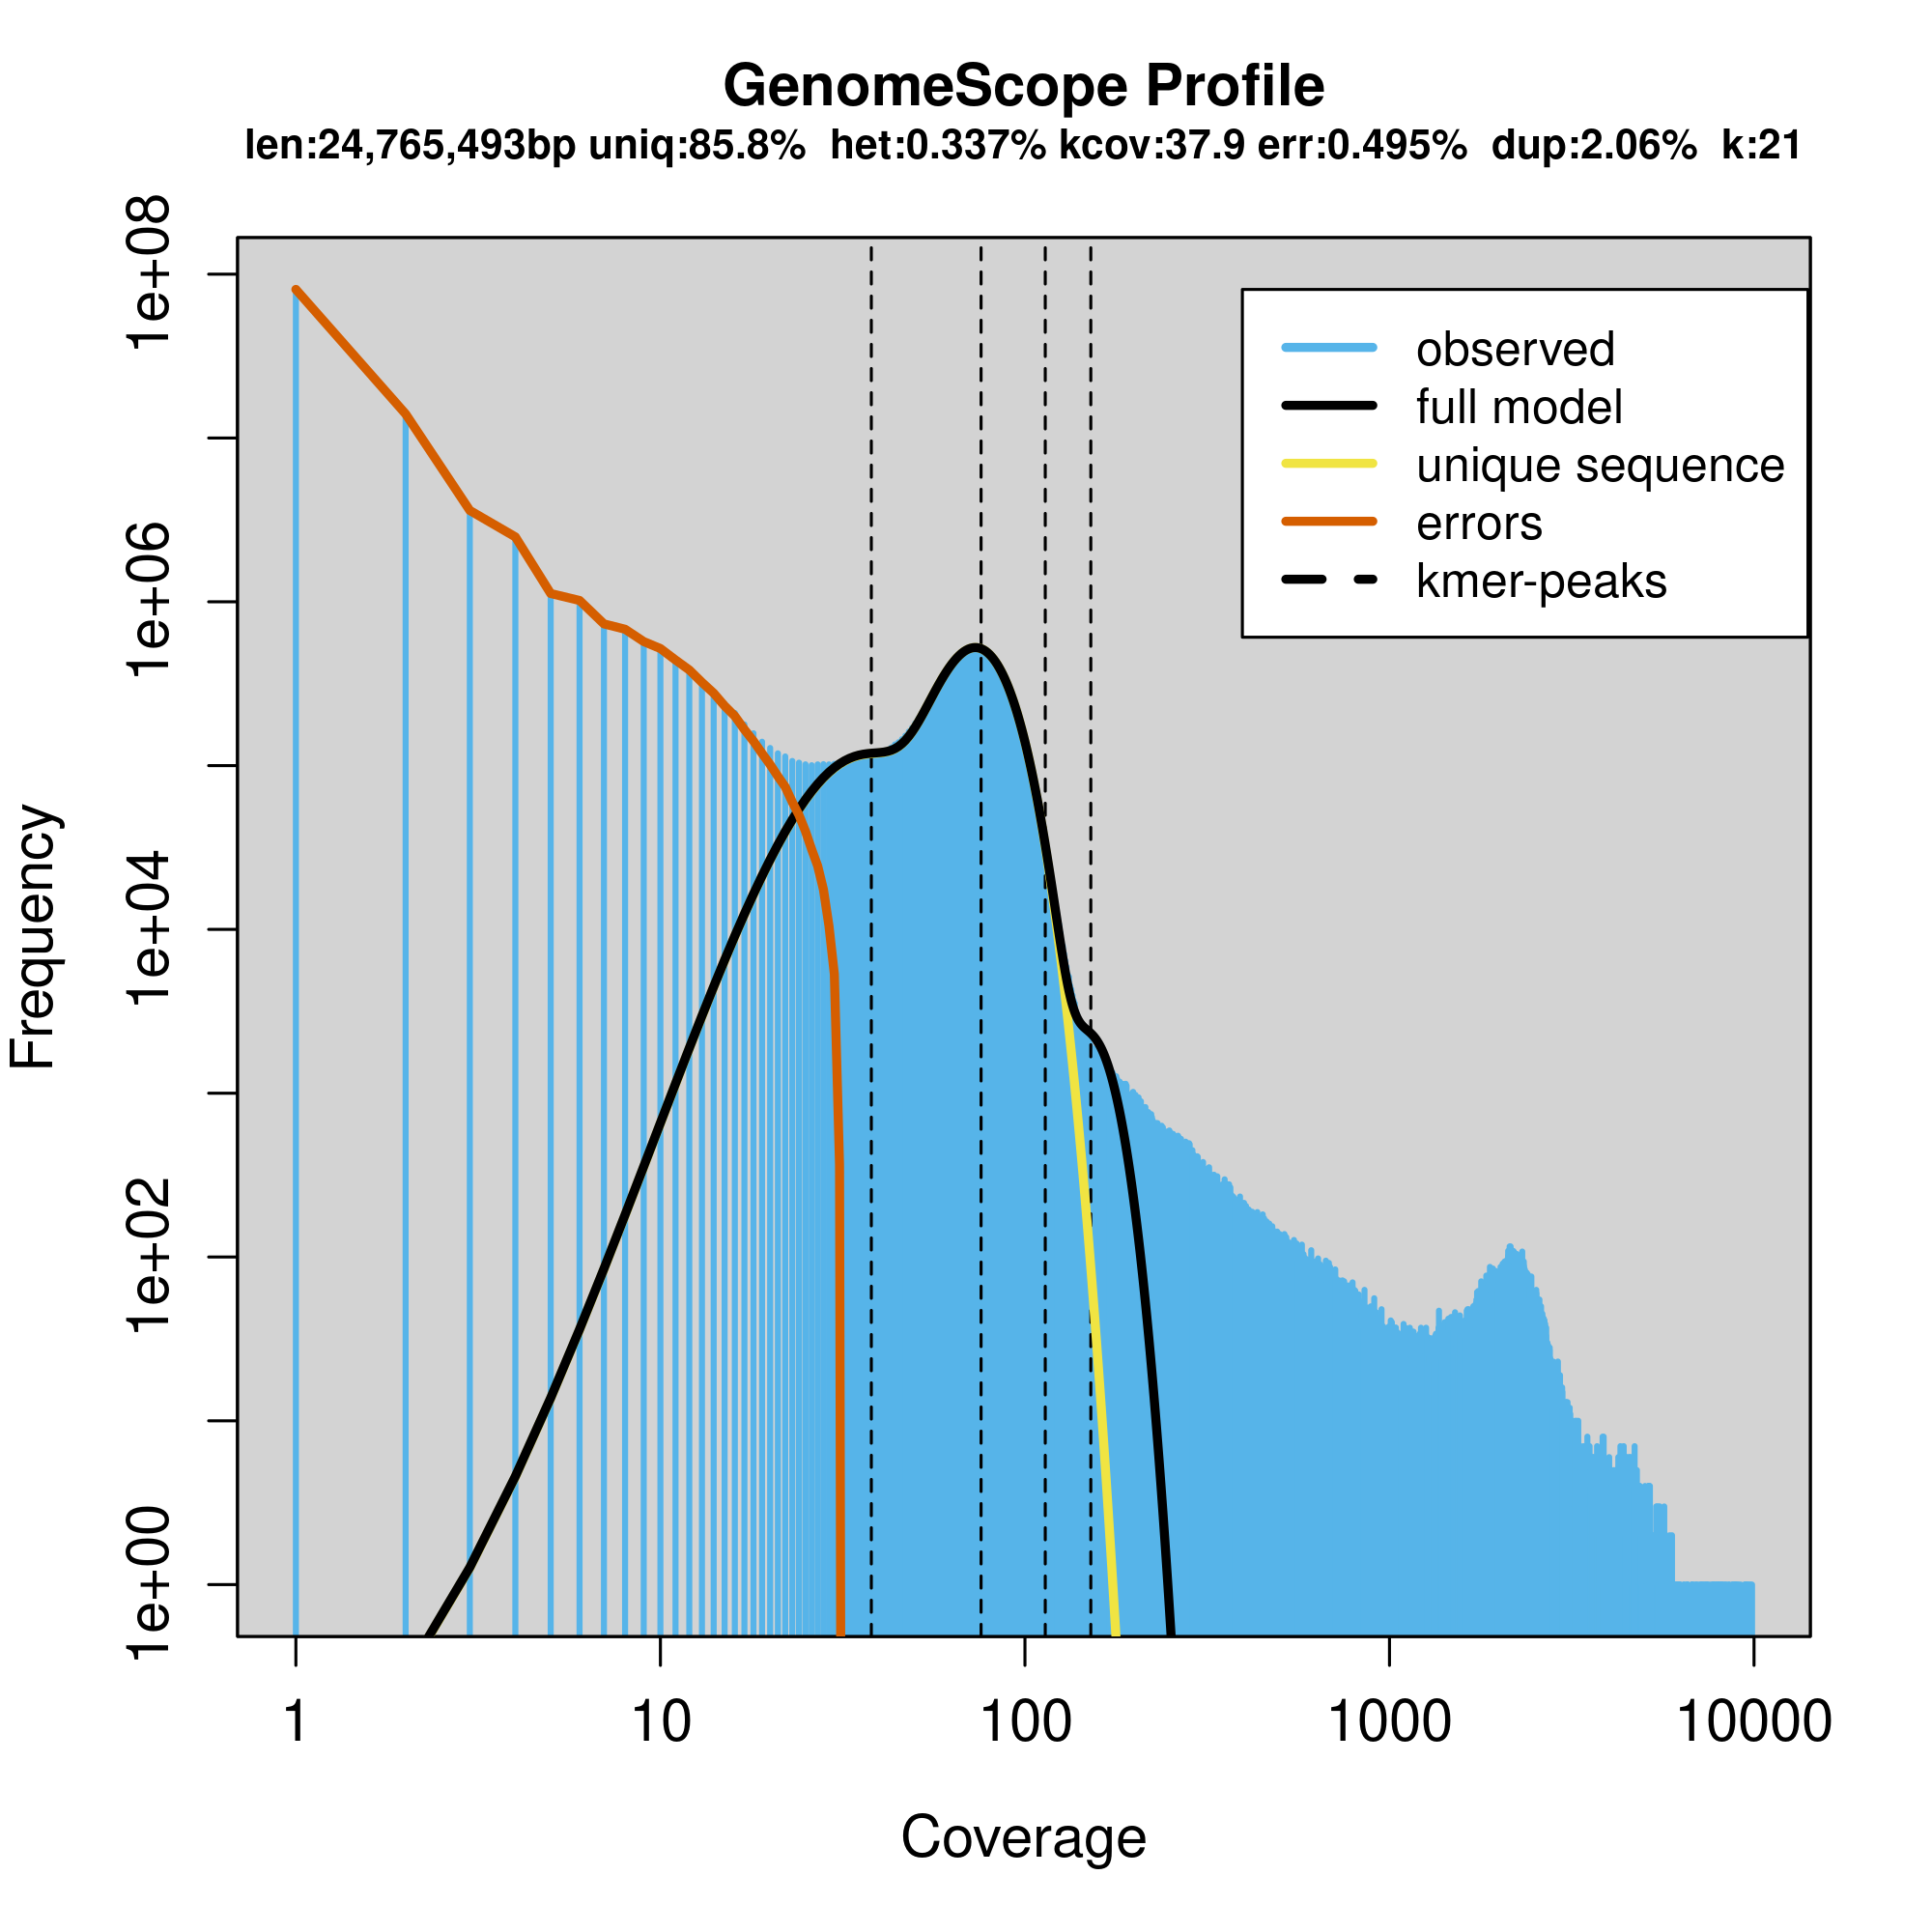 GenomeScope Profile
len:24,765,493bp uniq:85.8% het:0.337% kcov:37.9 err:0.495% dup:2.06% k:21
1e+08
1e+06
1e+04
1e+02
1e+00
Frequency
observed
full model
unique sequence
errors
kmer-peaks
1 10 100 1000 10000
Coverage